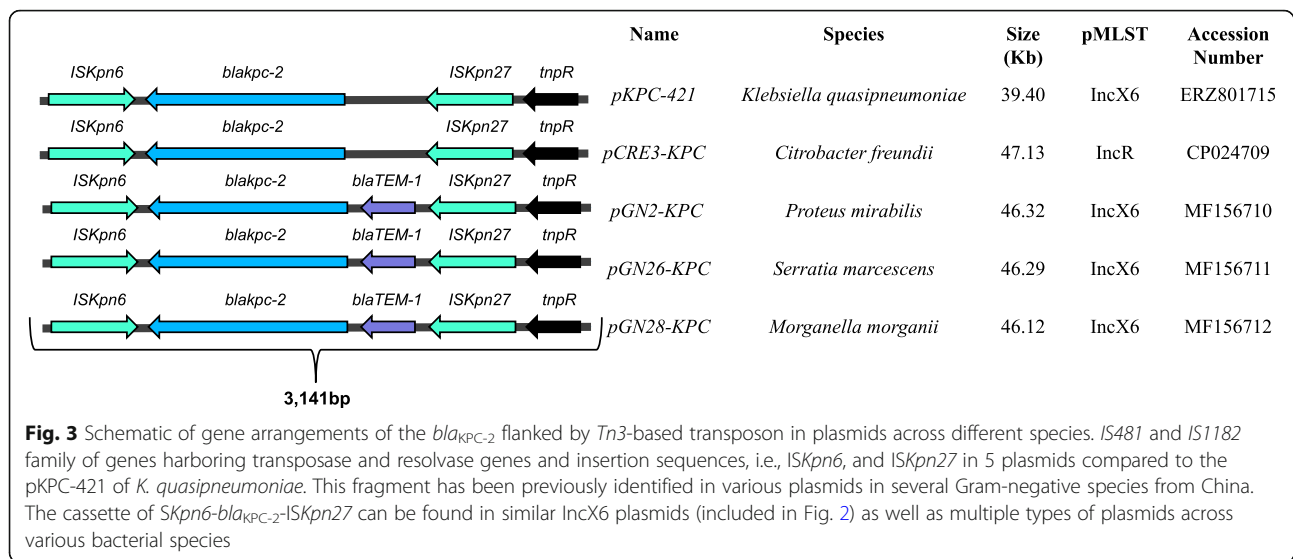 Name Species Size (Kb) pMLST Accession Number
ISKpn6 blakpc-2 ISKpn27 tnpR
pKPC-421 Klebsiella quasipneumoniae 39.40 IncX6 ERZ801715
ISKpn6 blakpc-2 ISKpn27 tnpR
pCRE3-KPC Citrobacter freundii 47.13 IncR CP024709
ISKpn6 blakpc-2 blaTEM-1 ISKpn27 tnpR
pGN2-KPC Proteus mirabilis 46.32 IncX6 MF156710
ISKpn6 blakpc-2 blaTEM-1 ISKpn27 tnpR
pGN26-KPC Serratia marcescens 46.29 IncX6 MF156711
ISKpn6 blakpc-2 blaTEM-1 ISKpn27 tnpR
pGN28-KPC Morganella morganii 46.12 IncX6 MF156712
3,141bp
Fig. 3 Schematic of gene arrangements of the blaKPC-2 flanked by Tn3-based transposon in plasmids across different species. IS481 and IS1182
family of genes harboring transposase and resolvase genes and insertion sequences, i.e., ISKpn6, and ISKpn27 in 5 plasmids compared to the
pKPC-421 of K. quasipneumoniae. This fragment has been previously identified in various plasmids in several Gram-negative species from China.
The cassette of SKpn6-blaKPC-2-ISKpn27 can be found in similar IncX6 plasmids (included in Fig. 2) as well as multiple types of plasmids across
various bacterial species